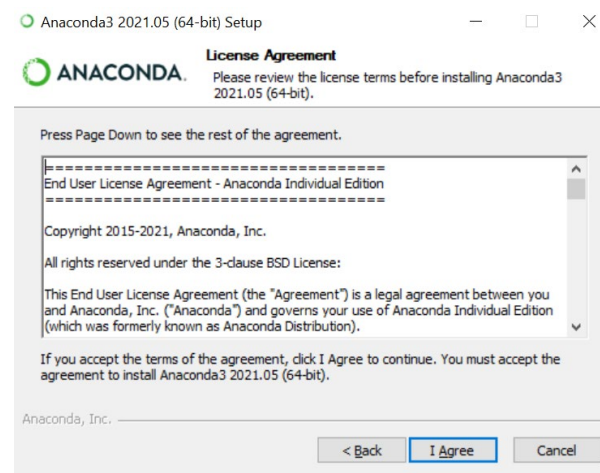 Anaconda3 2021.05 (64-bit) Setup
ANACONDA.
License Agreement
Please review the license terms before installing Anaconda3
2021.05 (64-bit).
Press Page Down to see the rest of the agreement.
===================================
End User License Agreement - Anaconda Individual Edition
===================================
Copyright 2015-2021, Anaconda, Inc.
All rights reserved under the 3-clause BSD License:
This End User License Agreement (the "Agreement") is a legal agreement between you
and Anaconda, Inc. ("Anaconda") and governs your use of Anaconda Individual Edition
(which was formerly known as Anaconda Distribution).
If you accept the terms of the agreement, click I Agree to continue. You must accept the
agreement to install Anaconda3 2021.05 (64-bit).
Anaconda, Inc.
< Back
I Agree
Cancel